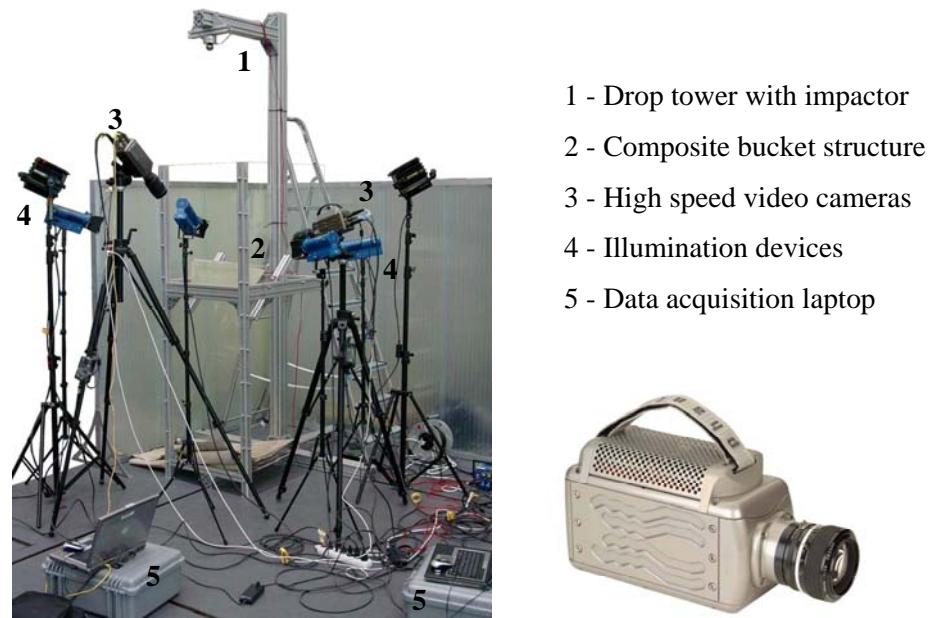 1
3
3
4
2
4
5
5
1 - Drop tower with impactor
2 - Composite bucket structure
3 - High speed video cameras
4 - Illumination devices
5 - Data acquisition laptop